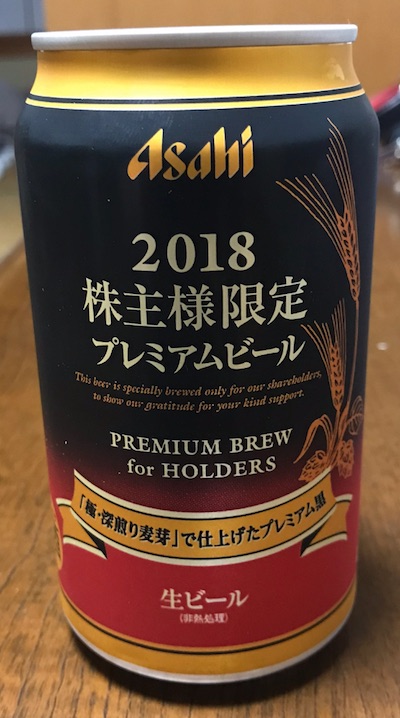 Asahi
2018
株主様限定
プレミアムビール
This beer is specially brewed only for our shareholders,
to show our gratitude for your kind support.
PREMIUM BREW
for HOLDERS
「極・深煎り麦芽」で仕上げたプレミアム黒
生ビール
(非熱処理)